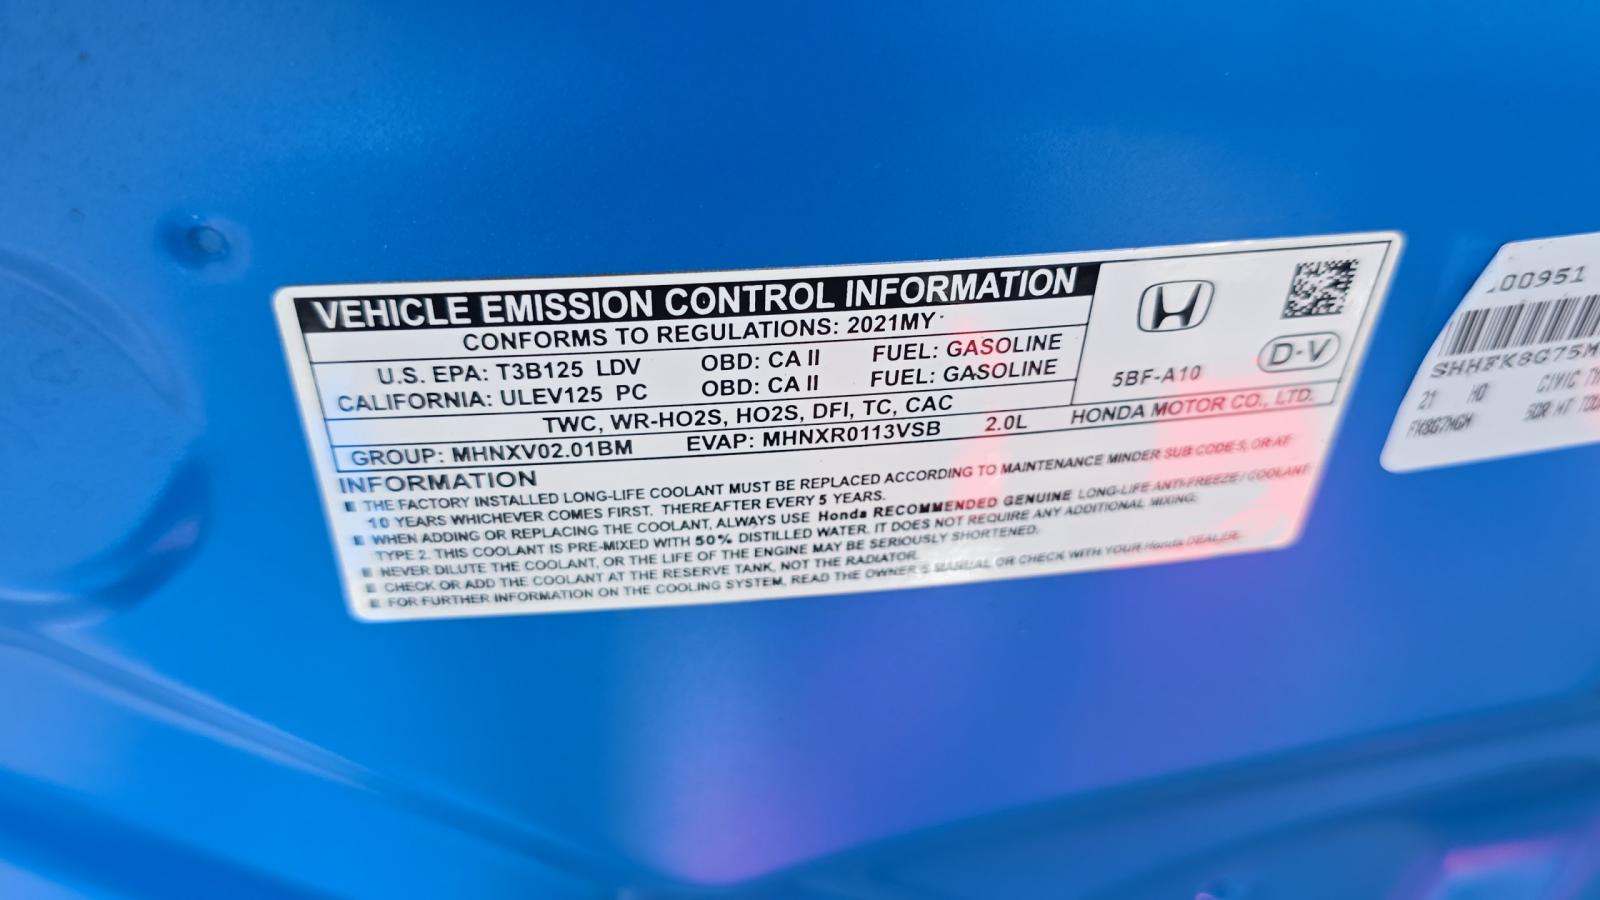 VEHICLE EMISSION CONTROL INFORMATION
CONFORMS TO REGULATIONS: 2021MY
U.S. EPA: T3B125 LDV OBD: CA II FUEL: GASOLINE
CALIFORNIA: ULEV125 PC OBD: CA II FUEL: GASOLINE
TWC, WR-HO2S, HO2S, DFI, TC, CAC
GROUP: MHNXV02.01BM EVAP: MHNXR0113VSB 2.0L
5BF-A10
D-V
HONDA MOTOR CO., LTD.
INFORMATION
THE FACTORY INSTALLED LONG-LIFE COOLANT MUST BE REPLACED ACCORDING TO MAINTENANCE MINDER SUB CODE 5, OR AT
10 YEARS WHICHEVER COMES FIRST. THEREAFTER EVERY 5 YEARS.
WHEN ADDING OR REPLACING THE COOLANT, ALWAYS USE Honda RECOMMENDED GENUINE LONG-LIFE ANTI-FREEZE / COOLANT
TYPE 2. THIS COOLANT IS PRE-MIXED WITH 50% DISTILLED WATER. IT DOES NOT REQUIRE ANY ADDITIONAL MIXING.
NEVER DILUTE THE COOLANT, OR THE LIFE OF THE ENGINE MAY BE SERIOUSLY SHORTENED.
CHECK OR ADD THE COOLANT AT THE RESERVE TANK, NOT THE RADIATOR.
FOR FURTHER INFORMATION ON THE COOLING SYSTEM, READ THE OWNER'S MANUAL OR CHECK WITH YOUR Honda DEALER.
00951
21 HO CIVIC